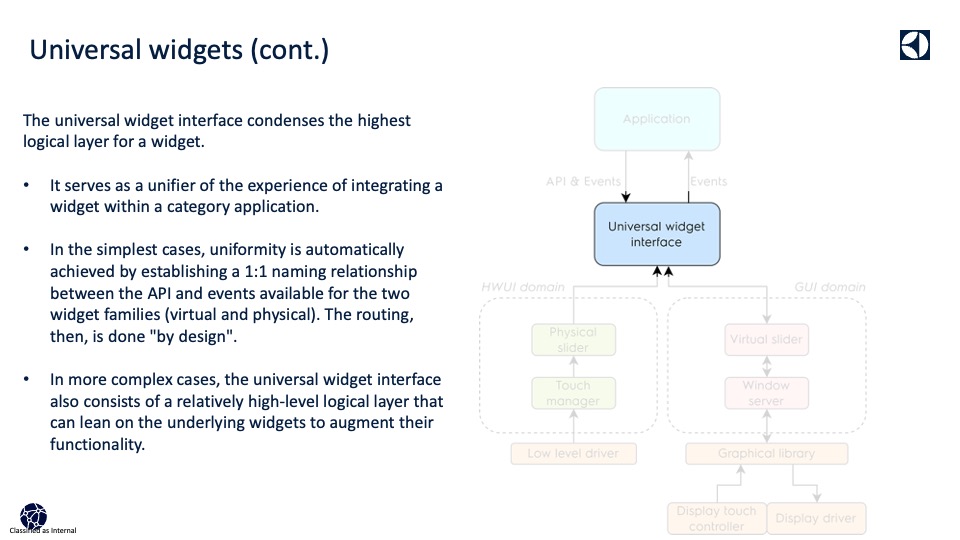 Universal widgets (cont.)
The universal widget interface condenses the highest
logical layer for a widget.
• It serves as a unifier of the experience of integrating a
widget within a category application.
• In the simplest cases, uniformity is automatically
achieved by establishing a 1:1 naming relationship
between the API and events available for the two
widget families (virtual and physical). The routing,
then, is done "by design".
• In more complex cases, the universal widget interface
also consists of a relatively high-level logical layer that
can lean on the underlying widgets to augment their
functionality.
Application
API & Events
Events
Universal widget
interface
HWUI domain
GUI domain
Physical
slider
Virtual slider
Touch
manager
Window
server
Low level driver
Graphical library
Display touch
controller
Display driver
Classified as Internal